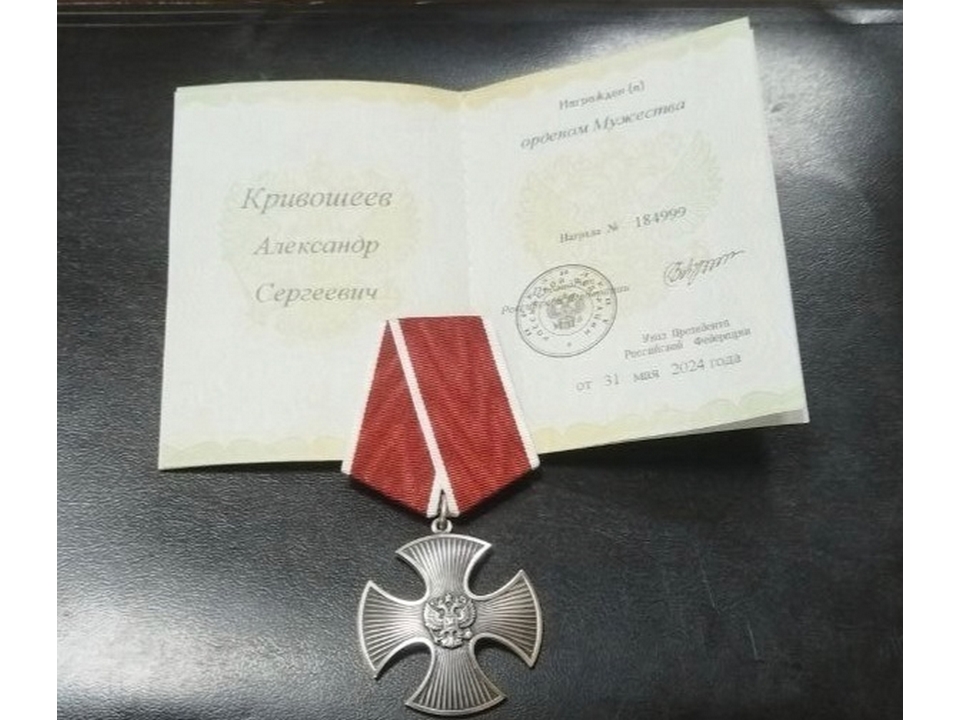 Кривошеев
Александр
Сергеевич
Награжден (а)
орденом Мужества
Награда № 184999
Указ Президента
Российской Федерации
от 31 мая 2024 года